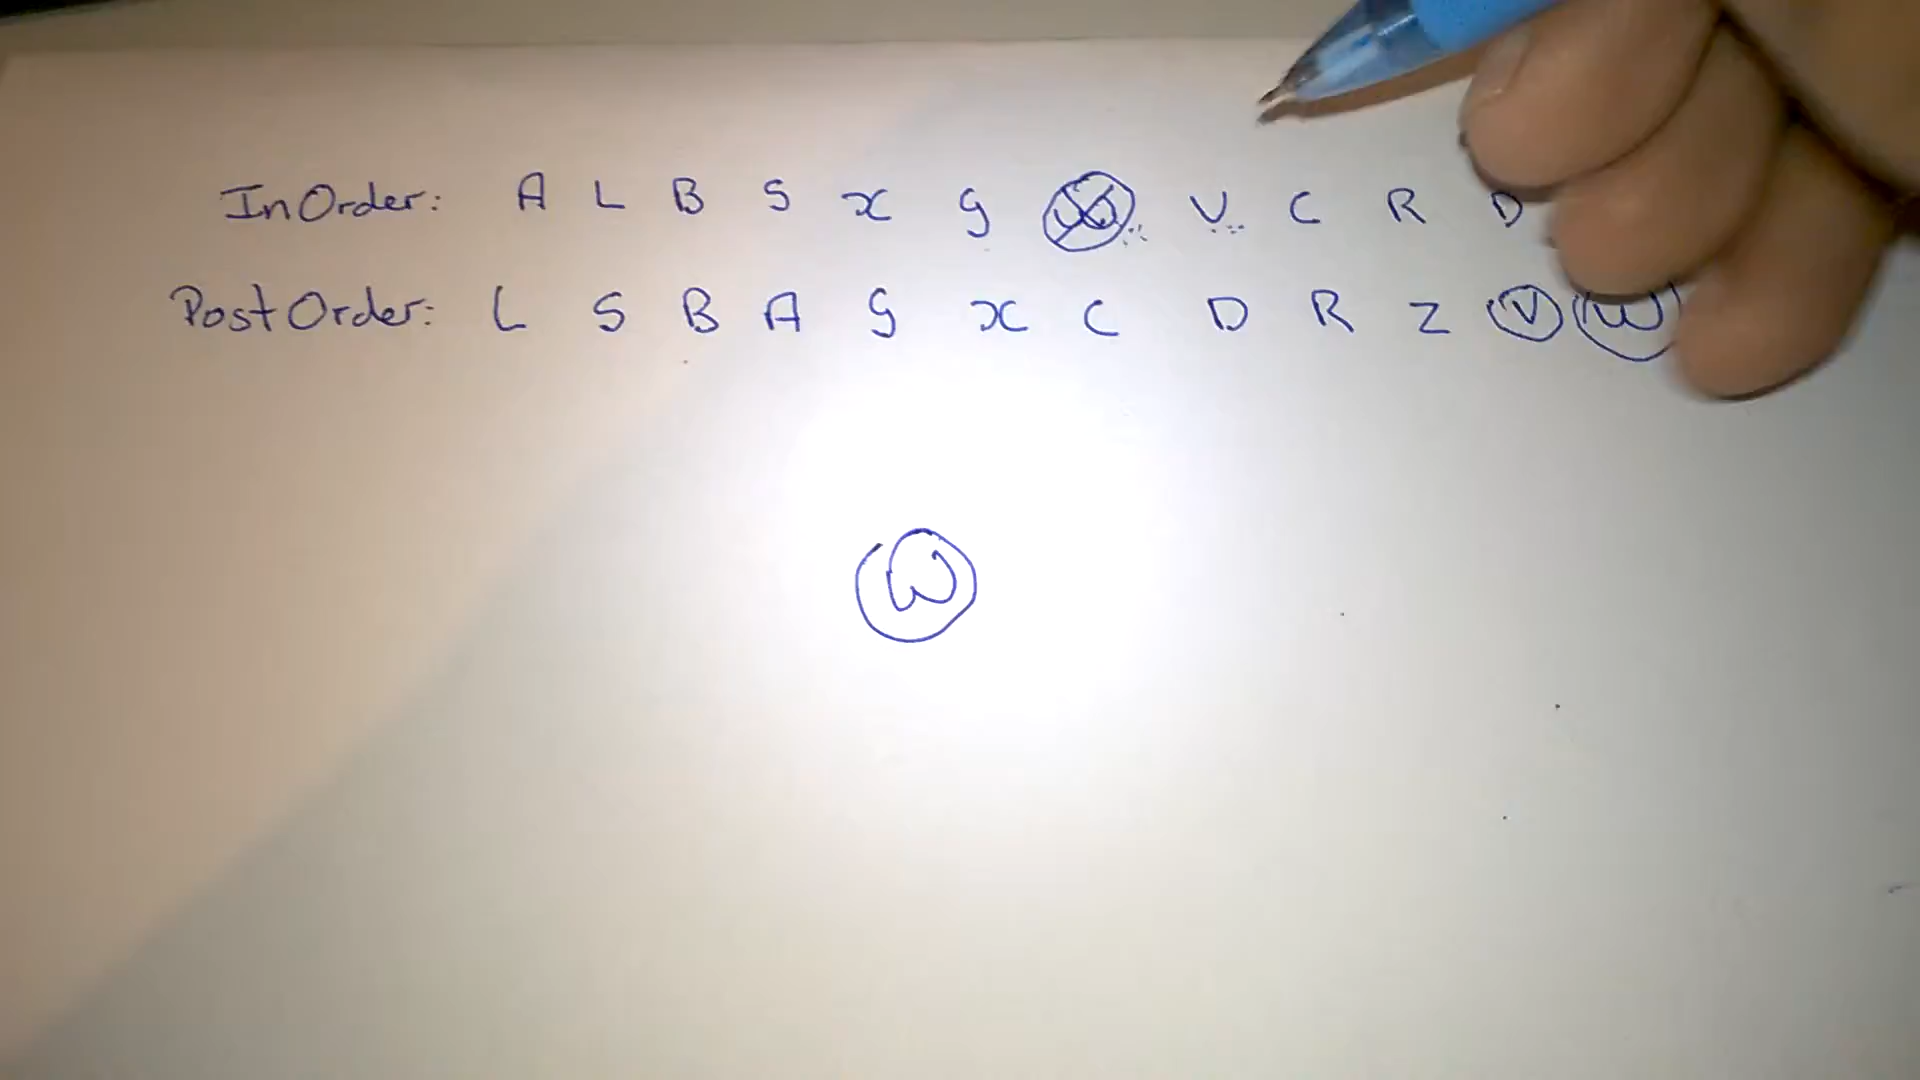 InOrder: A L B S x G W V C R D
PostOrder: L S B A G x C D R Z V W
W